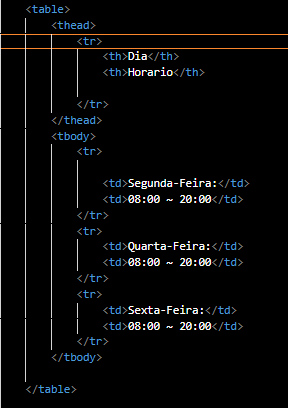 <table>
<thead>
<tr>
<th>Dia</th>
<th>Horario</th>
</tr>
</thead>
<tbody>
<tr>
<td>Segunda-Feira:</td>
<td>08:00 ~ 20:00</td>
</tr>
<tr>
<td>Quarta-Feira:</td>
<td>08:00 ~ 20:00</td>
</tr>
<tr>
<td>Sexta-Feira:</td>
<td>08:00 ~ 20:00</td>
</tr>
</tbody>
</table>